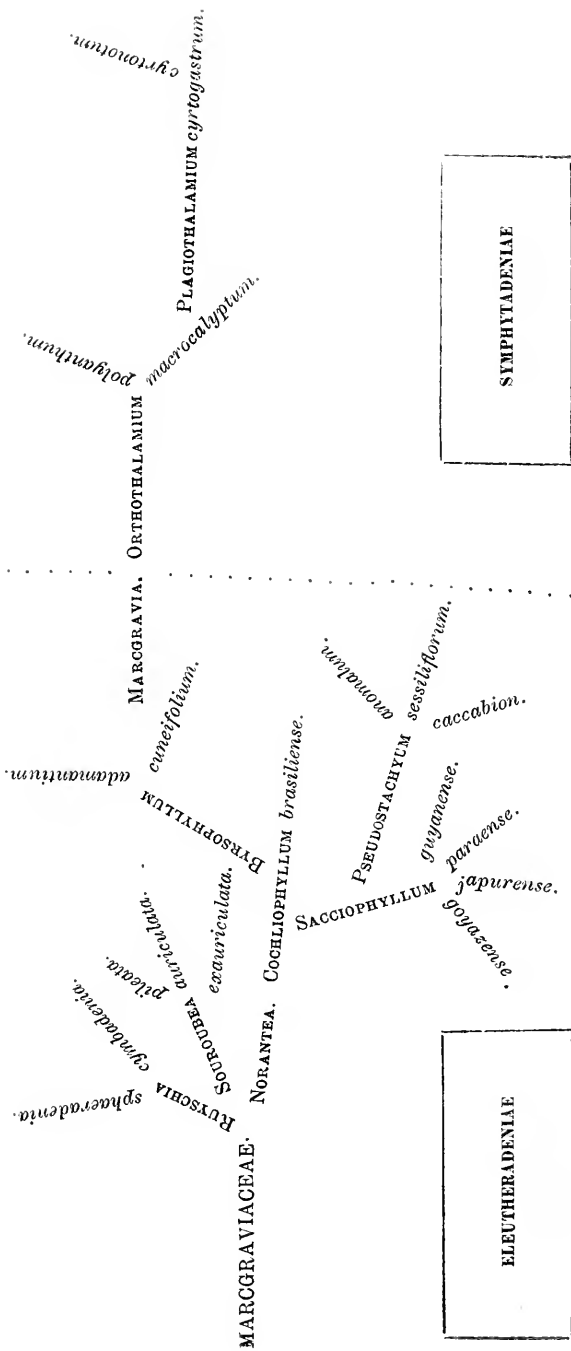 MARCGRAVIACEAE.
RUYSCHIA
sphaeradenia.
cymbadenia.
SOUROUBEA
pileata.
auriculata.
exauriculata.
NORANTEA.
COCHLIOPHYLLUM brasiliense.
BYRSOPHYLLUM
adamantium.
cuneifolium.
SACCIOPHYLLUM
gohazense.
japurense.
paraense.
guyanense.
PSEUDOSTACHYUM
anomalum.
sessiliflorum.
caccabion.
MARCGRAVIA.
ORTHOTHALAMIUM
polyanthum.
macrocalyptum.
PLAGIOTHALAMIUM cyrtogastrum.
cyrtonotum.
ELEUTHERADENIAE
SYMPHYTADENIAE